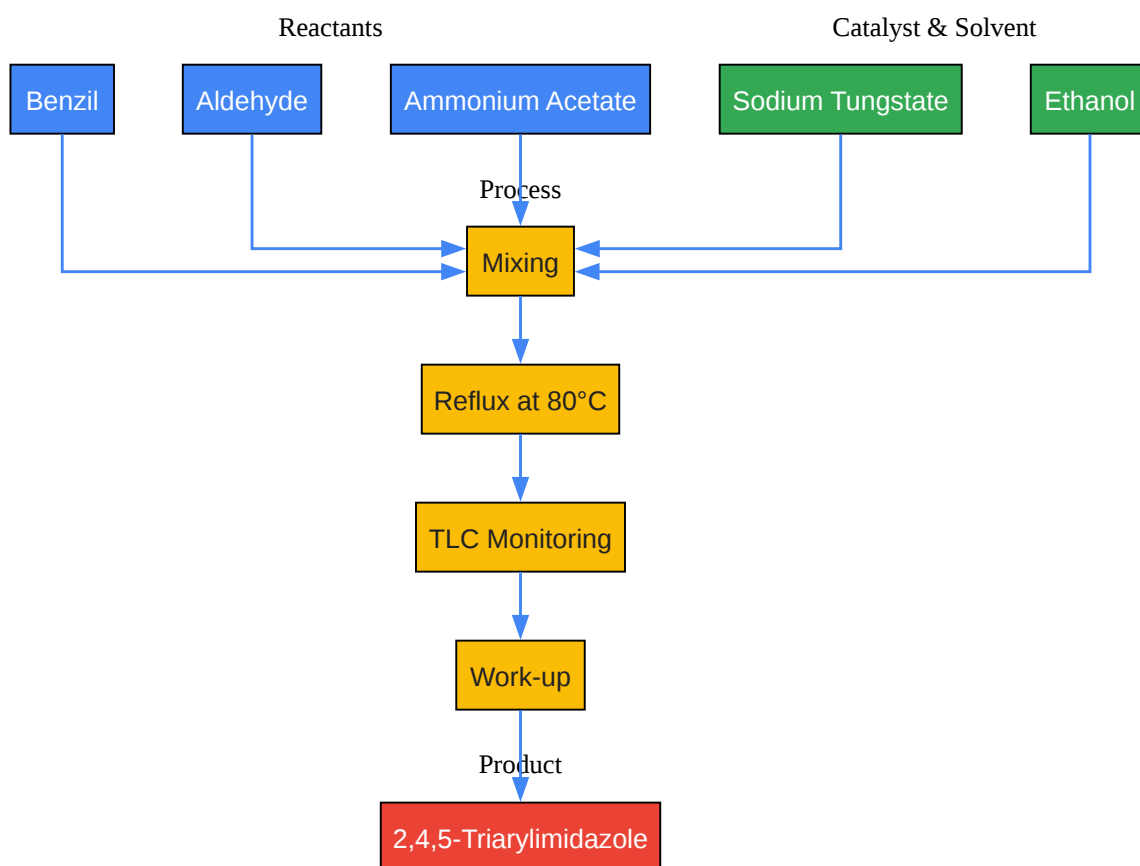 Reactants
Catalyst & Solvent
Benzil
Aldehyde
Ammonium Acetate
Sodium Tungstate
Ethanol
Process
Mixing
Reflux at 80°C
TLC Monitoring
Work-up
Product
2,4,5-Triarylimidazole